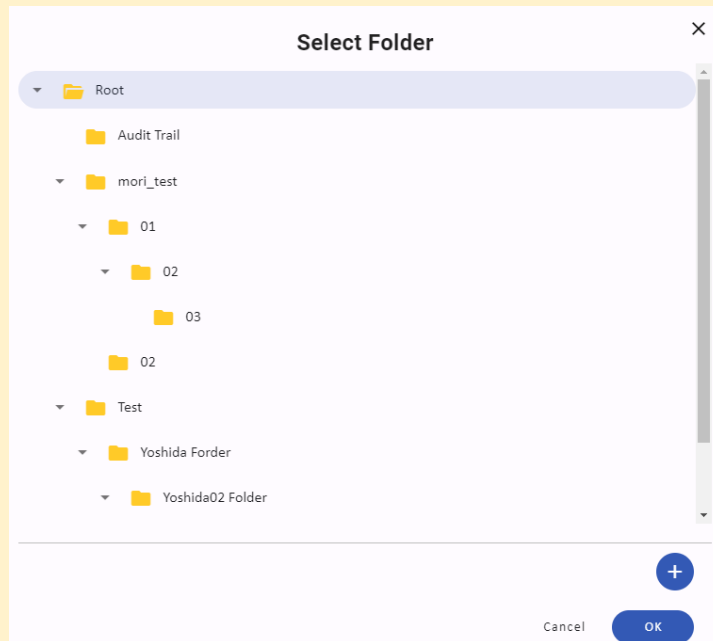 Select Folder
Root
Audit Trail
mori_test
01
02
03
02
Test
Yoshida Forder
Yoshida02 Folder
Cancel
OK